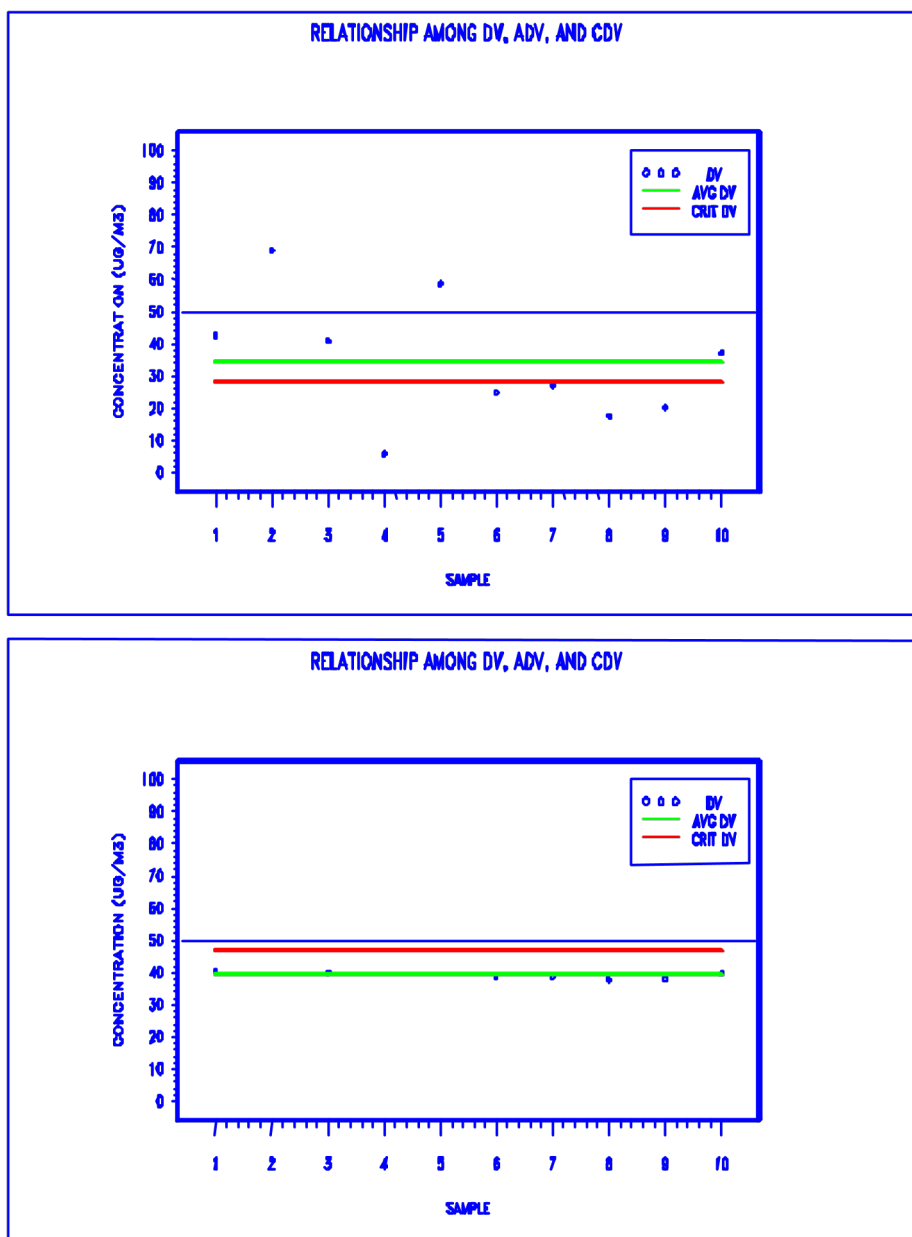 RELATIONSHIP AMONG DV, ADV, AND CDV
100
90
80
70
60
50
40
30
20
10
0
CONCENTRATION (UG/M3)
DV
AVG DV
CRIT DV
1 2 3 4 5 6 7 8 9 10
SAMPLE
RELATIONSHIP AMONG DV, ADV, AND CDV
100
90
80
70
60
50
40
30
20
10
0
CONCENTRATION (UG/M3)
DV
AVG DV
CRIT DV
1 2 3 4 5 6 7 8 9 10
SAMPLE